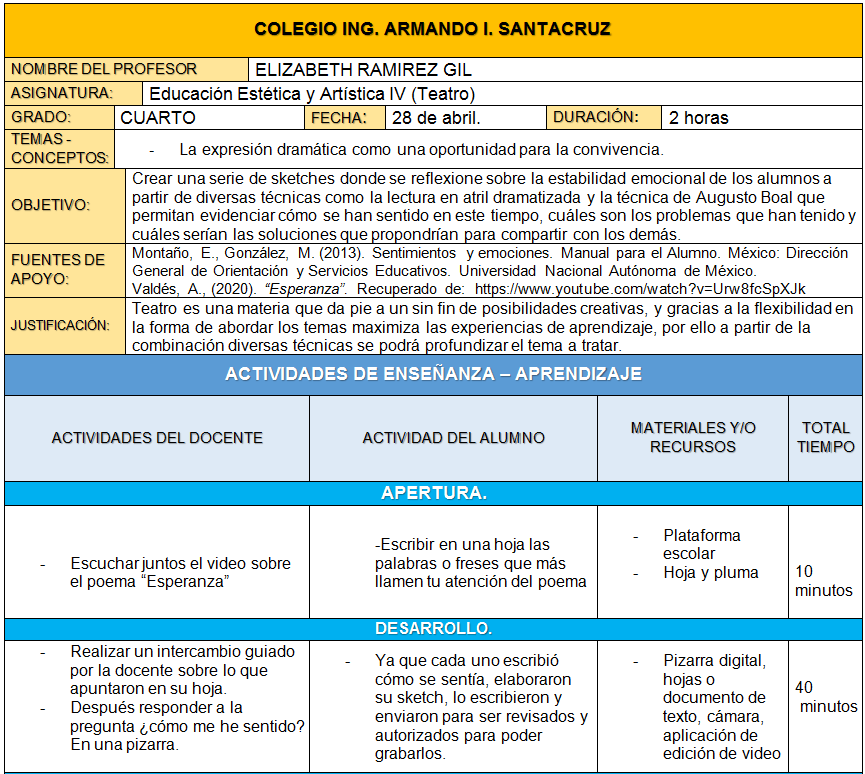 COLEGIO ING. ARMANDO I. SANTACRUZ
NOMBRE DEL PROFESOR
ELIZABETH RAMIREZ GIL
ASIGNATURA:
Educación Estética y Artística IV (Teatro)
GRADO:
CUARTO
FECHA:
28 de abril.
DURACIÓN:
2 horas
TEMAS -
CONCEPTOS:
- La expresión dramática como una oportunidad para la convivencia.
OBJETIVO:
Crear una serie de sketches donde se reflexione sobre la estabilidad emocional de los alumnos a
partir de diversas técnicas como la lectura en atril dramatizada y la técnica de Augusto Boal que
permitan evidenciar cómo se han sentido en este tiempo, cuáles son los problemas que han tenido y
cuáles serían las soluciones que propondrían para compartir con los demás.
FUENTES DE
APOYO:
Montaño, E., González, M. (2013). Sentimientos y emociones. Manual para el Alumno. México: Dirección
General de Orientación y Servicios Educativos. Universidad Nacional Autónoma de México.
Valdés, A., (2020). “Esperanza”. Recuperado de: https://www.youtube.com/watch?v=Urw8fcSpXJk
JUSTIFICACIÓN:
Teatro es una materia que da pie a un sin fin de posibilidades creativas, y gracias a la flexibilidad en
la forma de abordar los temas maximiza las experiencias de aprendizaje, por ello a partir de la
combinación diversas técnicas se podrá profundizar el tema a tratar.
ACTIVIDADES DE ENSEÑANZA – APRENDIZAJE
ACTIVIDADES DEL DOCENTE
ACTIVIDAD DEL ALUMNO
MATERIALES Y/O
RECURSOS
TOTAL
TIEMPO
APERTURA.
- Escuchar juntos el video sobre
el poema “Esperanza”
-Escribir en una hoja las
palabras o freses que más
llamen tu atención del poema
- Plataforma
escolar
- Hoja y pluma
10
minutos
DESARROLLO.
- Realizar un intercambio guiado
por la docente sobre lo que
apuntaron en su hoja.
- Después responder a la
pregunta ¿cómo me he sentido?
En una pizarra.
- Ya que cada uno escribió
cómo se sentía, elaboraron
su sketch, lo escribieron y
enviaron para ser revisados y
autorizados para poder
grabarlos.
- Pizarra digital,
hojas o
documento de
texto, cámara,
aplicación de
edición de video
40
minutos